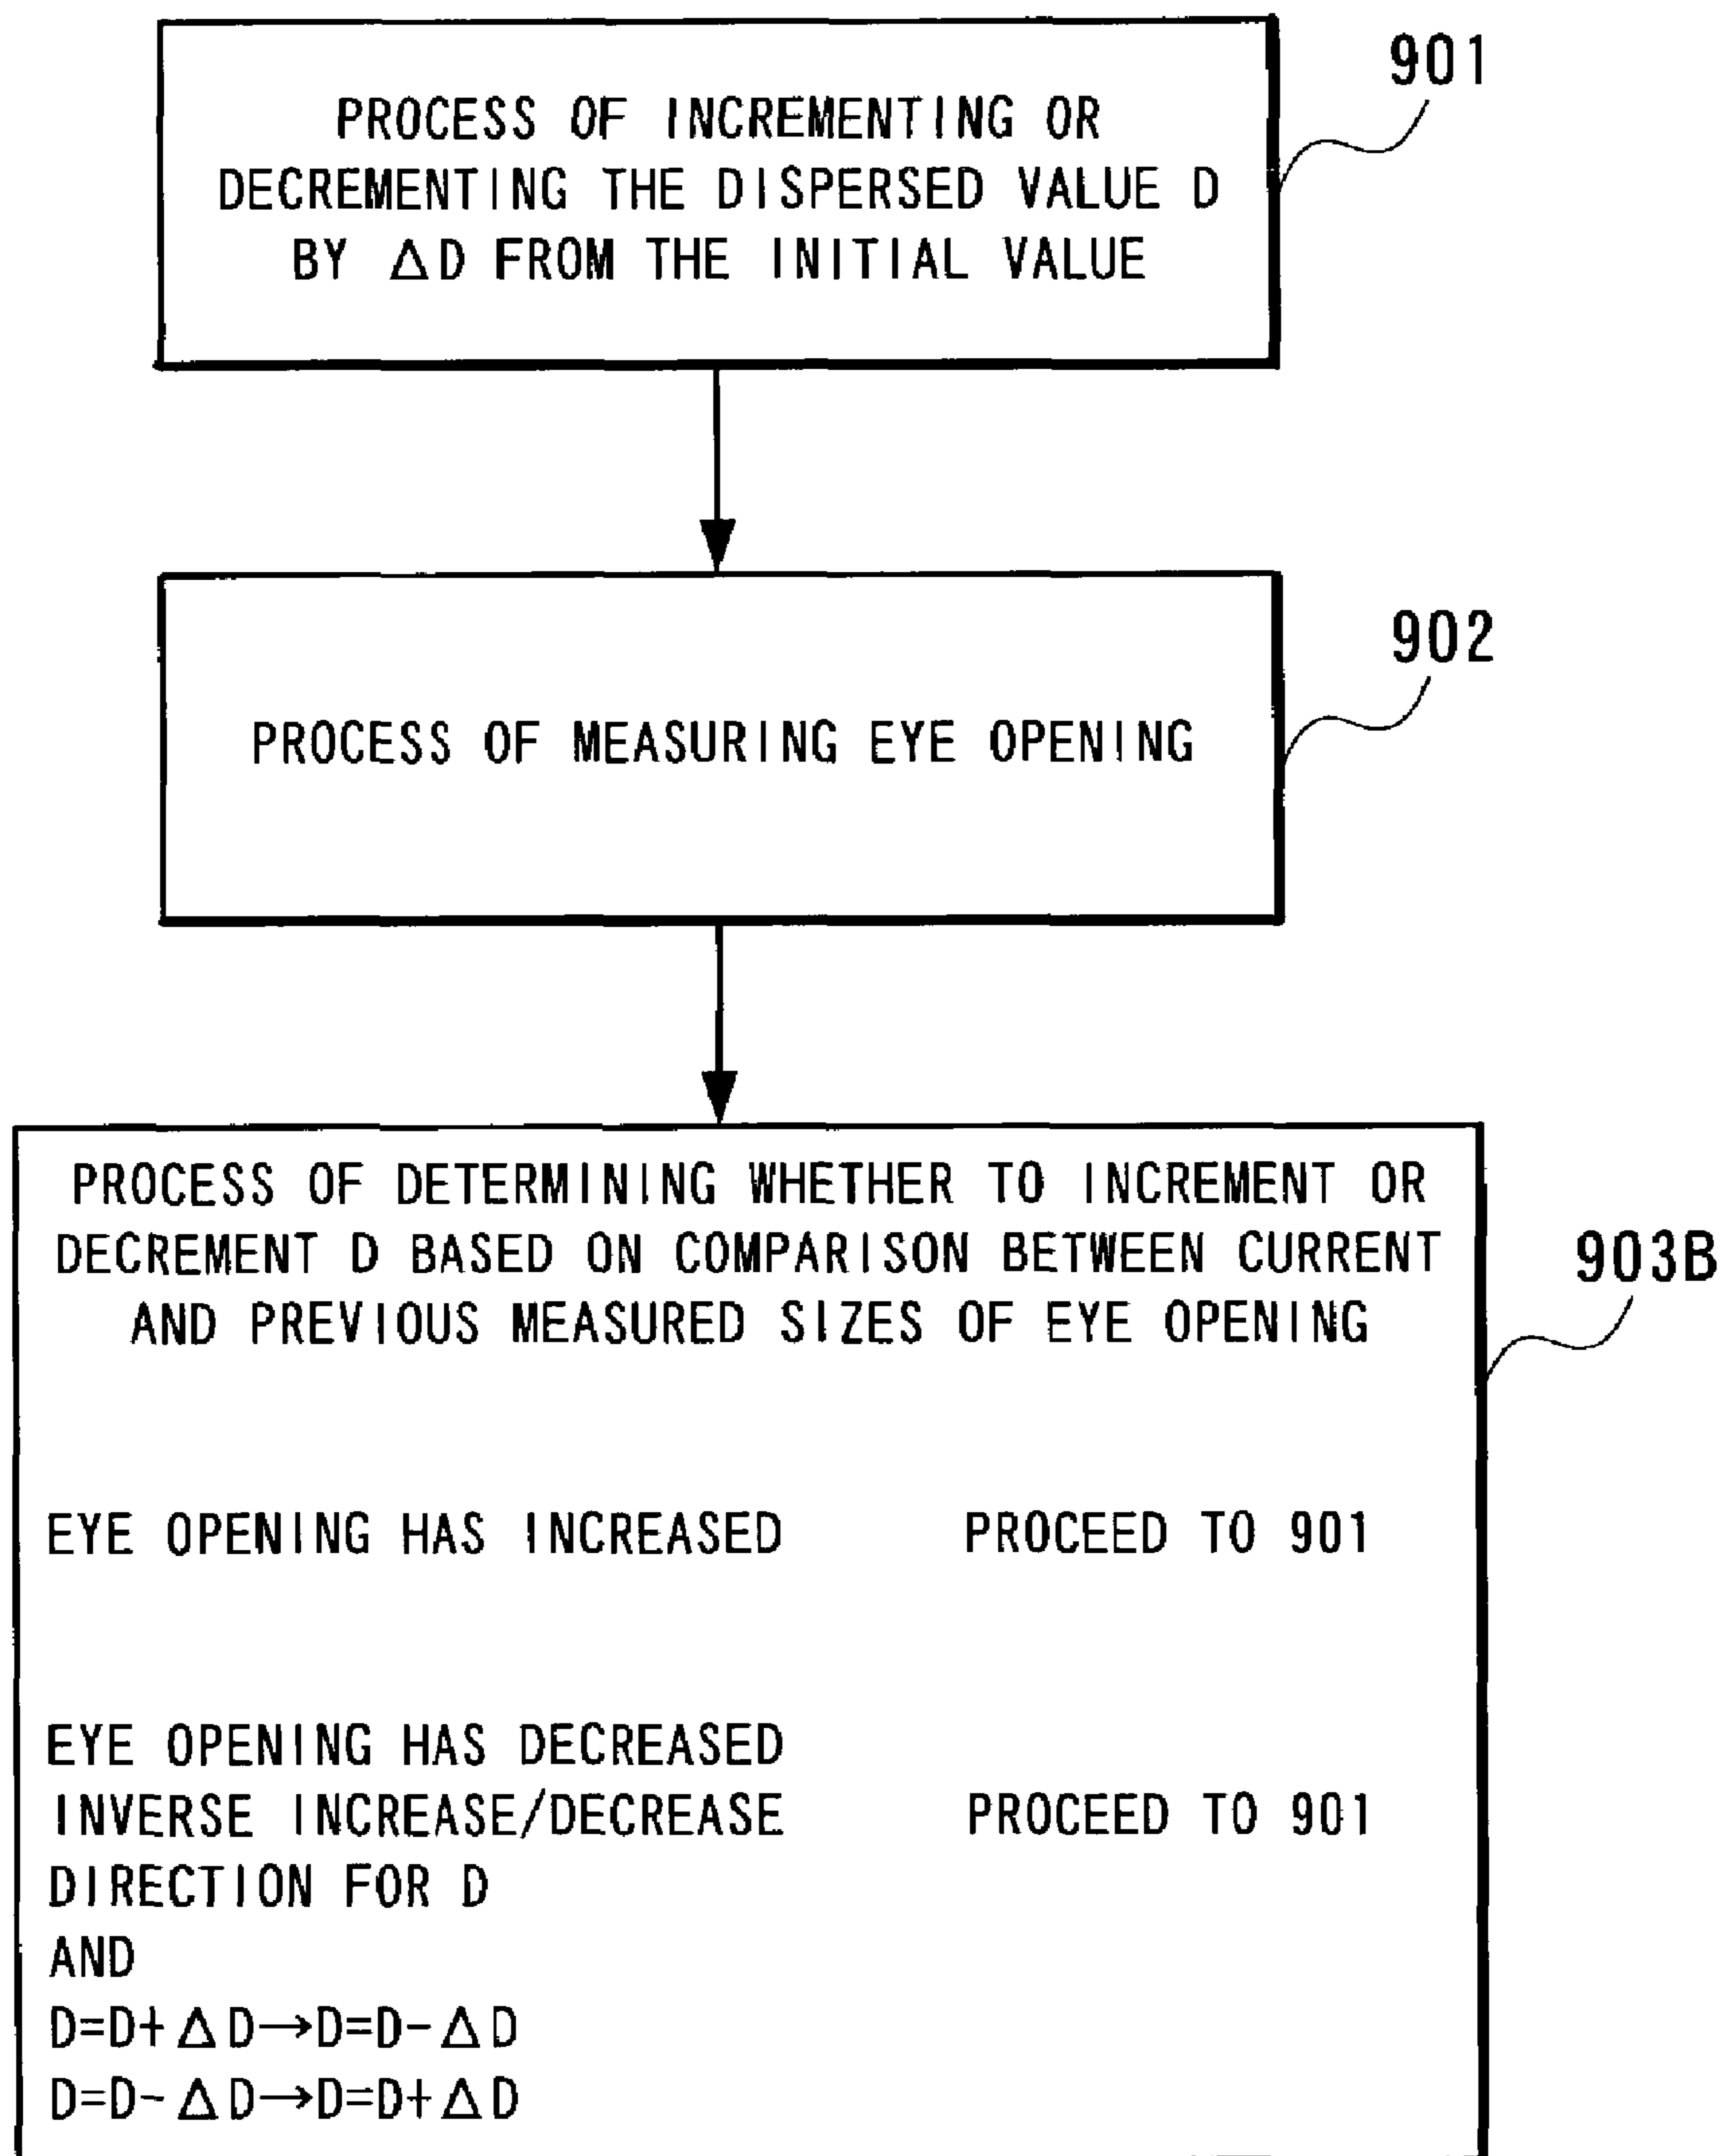 901
PROCESS OF INCREMENTING OR
DECREMENTING THE DISPERSED VALUE D
BY ΔD FROM THE INITIAL VALUE
902
PROCESS OF MEASURING EYE OPENING
903B
PROCESS OF DETERMINING WHETHER TO INCREMENT OR
DECREMENT D BASED ON COMPARISON BETWEEN CURRENT
AND PREVIOUS MEASURED SIZES OF EYE OPENING
EYE OPENING HAS INCREASED PROCEED TO 901
EYE OPENING HAS DECREASED
INVERSE INCREASE/DECREASE PROCEED TO 901
DIRECTION FOR D
AND
D=D+ΔD→D=D-ΔD
D=D-ΔD→D=D+ΔD